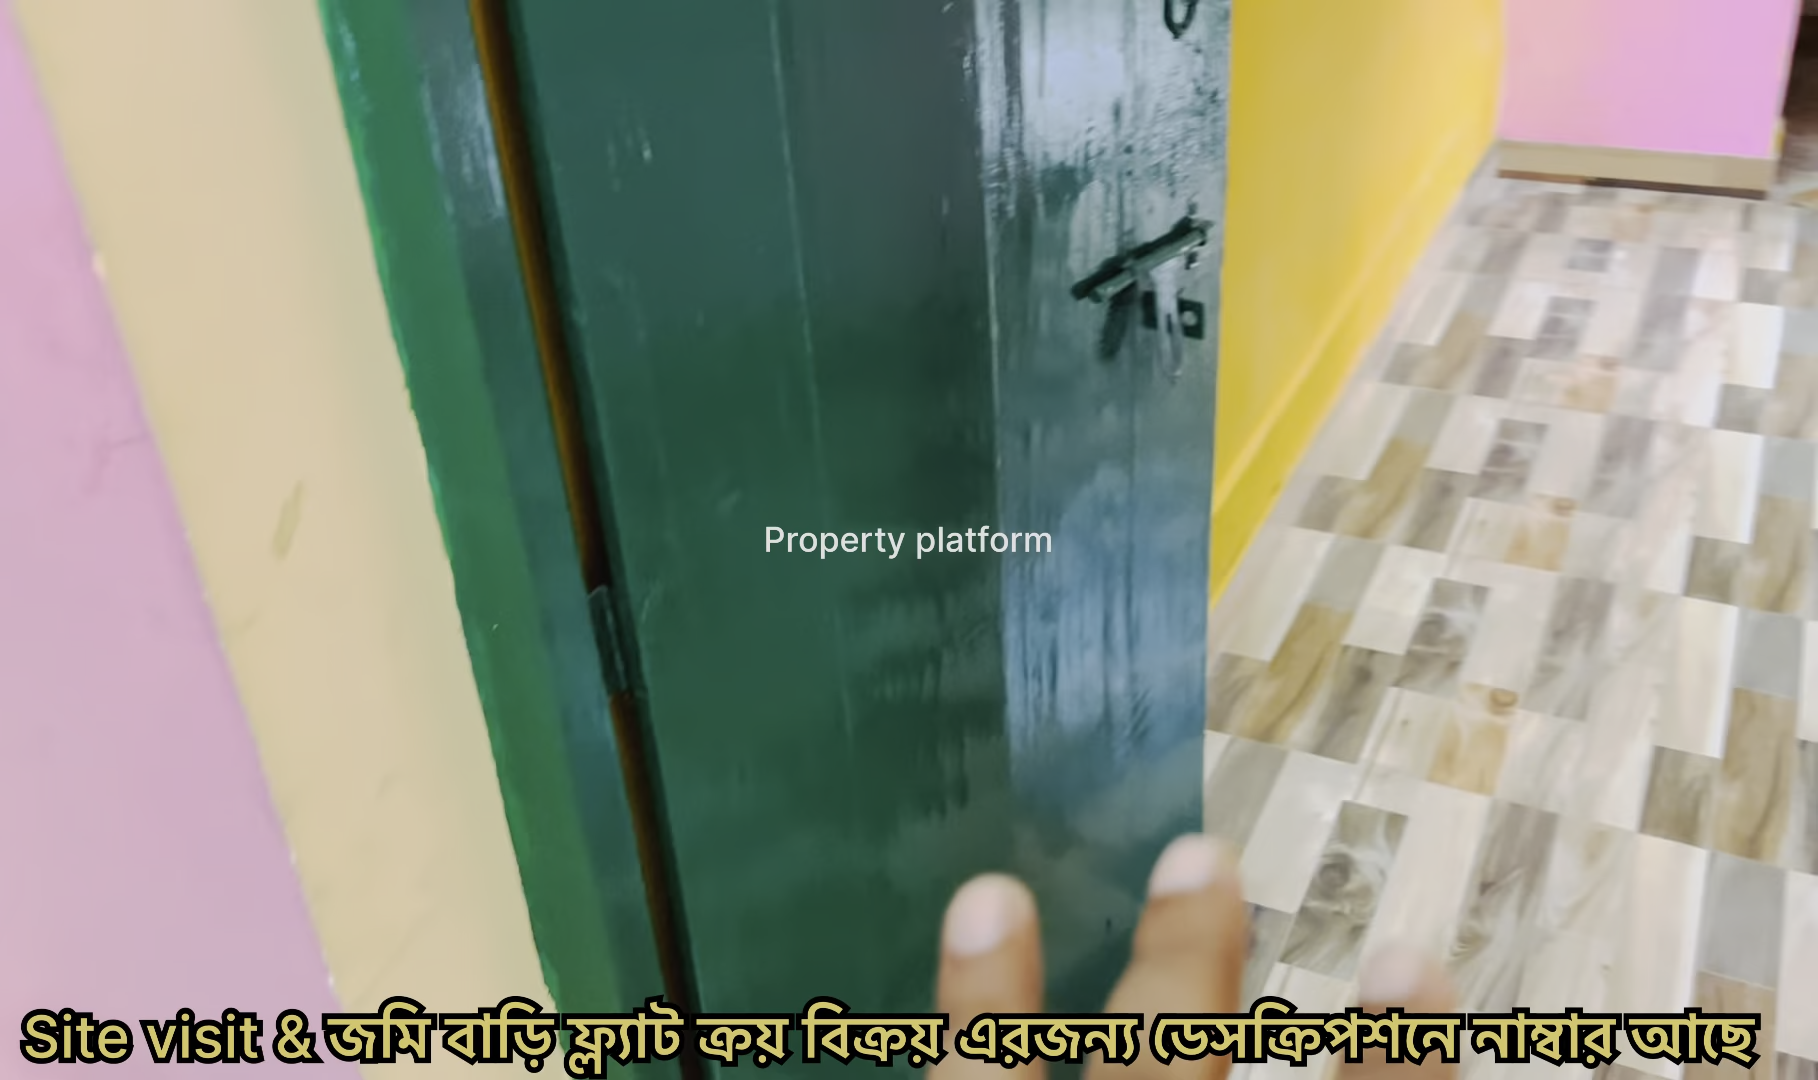 Property platform
Site visit & জমি বাড়ি ফ্ল্যাট ক্রয় বিক্রয় এরজন্য ডেসক্রিপশনে নাম্বার আছে